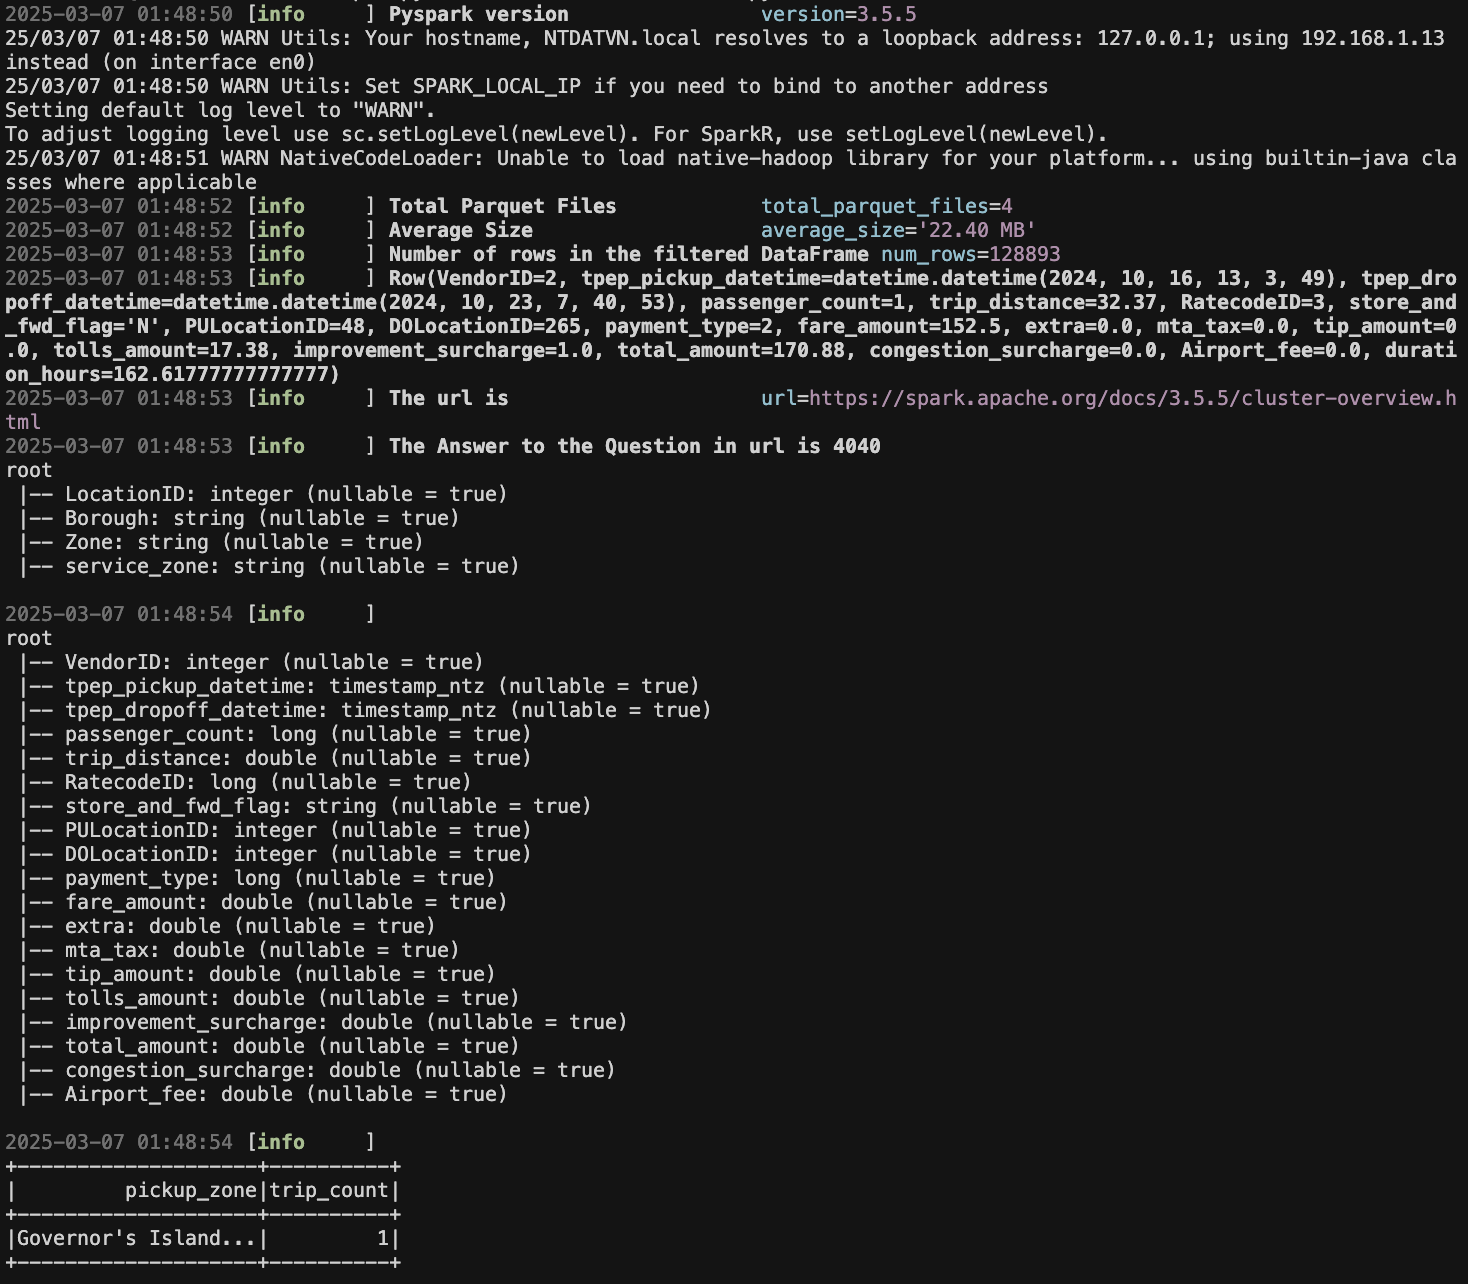 2025-03-07 01:48:50 [info     ] Pyspark version                version=3.5.5
25/03/07 01:48:50 WARN Utils: Your hostname, NTDATVN.local resolves to a loopback address: 127.0.0.1; using 192.168.1.13
instead (on interface en0)
25/03/07 01:48:50 WARN Utils: Set SPARK_LOCAL_IP if you need to bind to another address
Setting default log level to "WARN".
To adjust logging level use sc.setLogLevel(newLevel). For SparkR, use setLogLevel(newLevel).
25/03/07 01:48:51 WARN NativeCodeLoader: Unable to load native-hadoop library for your platform... using builtin-java cla
sses where applicable
2025-03-07 01:48:52 [info     ] Total Parquet Files            total_parquet_files=4
2025-03-07 01:48:52 [info     ] Average Size                   average_size='22.40 MB'
2025-03-07 01:48:53 [info     ] Number of rows in the filtered DataFrame num_rows=128893
2025-03-07 01:48:53 [info     ] Row(VendorID=2, tpep_pickup_datetime=datetime.datetime(2024, 10, 16, 13, 3, 49), tpep_dro
poff_datetime=datetime.datetime(2024, 10, 23, 7, 40, 53), passenger_count=1, trip_distance=32.37, RatecodeID=3, store_and
_fwd_flag='N', PULocationID=48, DOLocationID=265, payment_type=2, fare_amount=152.5, extra=0.0, mta_tax=0.0, tip_amount=0
.0, tolls_amount=17.38, improvement_surcharge=1.0, total_amount=170.88, congestion_surcharge=0.0, Airport_fee=0.0, durati
on_hours=162.61777777777777)
2025-03-07 01:48:53 [info     ] The url is                     url=https://spark.apache.org/docs/3.5.5/cluster-overview.h
tml
2025-03-07 01:48:53 [info     ] The Answer to the Question in url is 4040
root
 |-- LocationID: integer (nullable = true)
 |-- Borough: string (nullable = true)
 |-- Zone: string (nullable = true)
 |-- service_zone: string (nullable = true)

2025-03-07 01:48:54 [info     ]
root
 |-- VendorID: integer (nullable = true)
 |-- tpep_pickup_datetime: timestamp_ntz (nullable = true)
 |-- tpep_dropoff_datetime: timestamp_ntz (nullable = true)
 |-- passenger_count: long (nullable = true)
 |-- trip_distance: double (nullable = true)
 |-- RatecodeID: long (nullable = true)
 |-- store_and_fwd_flag: string (nullable = true)
 |-- PULocationID: integer (nullable = true)
 |-- DOLocationID: integer (nullable = true)
 |-- payment_type: long (nullable = true)
 |-- fare_amount: double (nullable = true)
 |-- extra: double (nullable = true)
 |-- mta_tax: double (nullable = true)
 |-- tip_amount: double (nullable = true)
 |-- tolls_amount: double (nullable = true)
 |-- improvement_surcharge: double (nullable = true)
 |-- total_amount: double (nullable = true)
 |-- congestion_surcharge: double (nullable = true)
 |-- Airport_fee: double (nullable = true)

2025-03-07 01:48:54 [info     ]
+--------------------+----------+
|         pickup_zone|trip_count|
+--------------------+----------+
|Governor's Island...|         1|
+--------------------+----------+